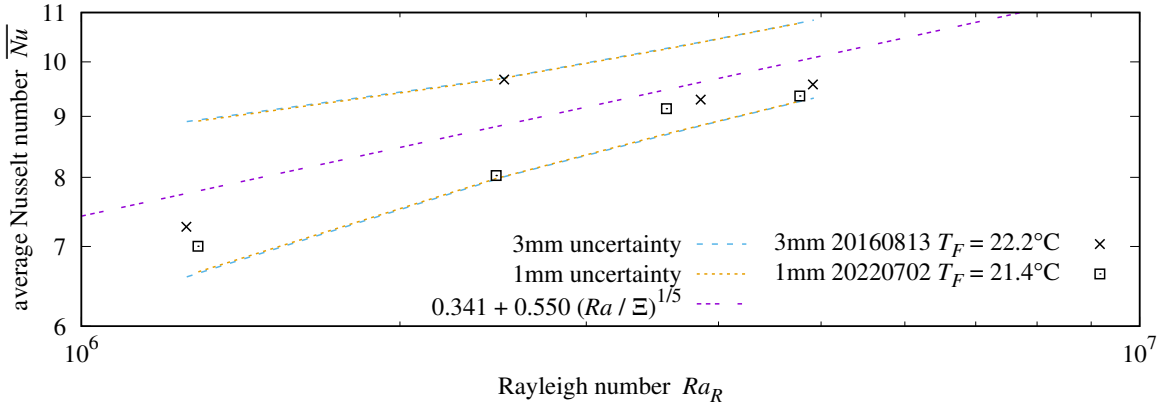 average Nusselt number Nu
11
10
9
8
7
6
10^6
10^7
Rayleigh number Ra_R
3mm uncertainty
1mm uncertainty
0.341 + 0.550 (Ra / Ξ)^1/5
3mm 20160813 T_F = 22.2°C
1mm 20220702 T_F = 21.4°C